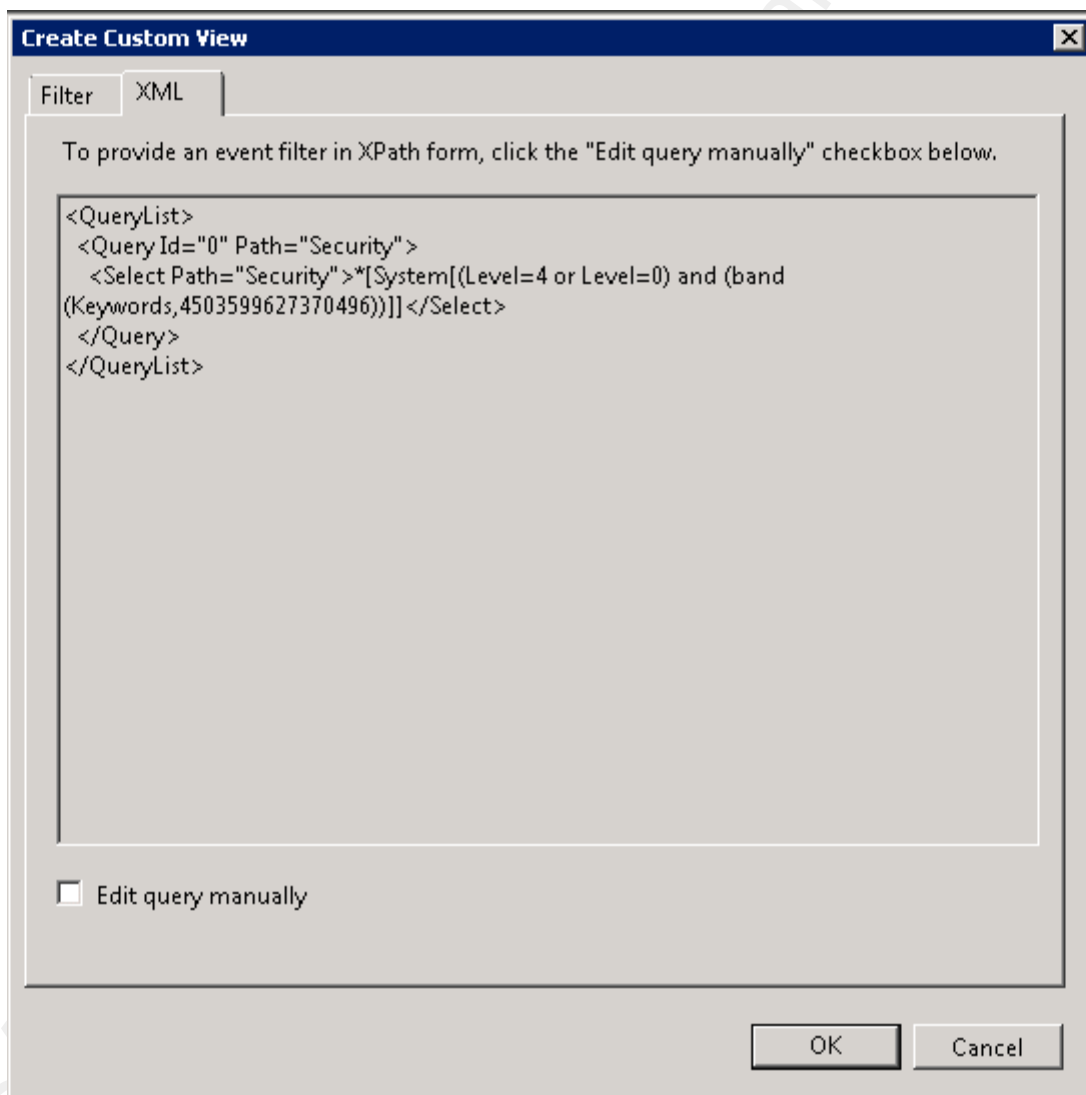 Create Custom View
Filter XML
To provide an event filter in XPath form, click the "Edit query manually" checkbox below.
<QueryList>
<Query Id="0" Path="Security">
<Select Path="Security">*[System[(Level=4 or Level=0) and (band
(Keywords,4503599627370496))]]</Select>
</Query>
</QueryList>
Edit query manually
OK Cancel